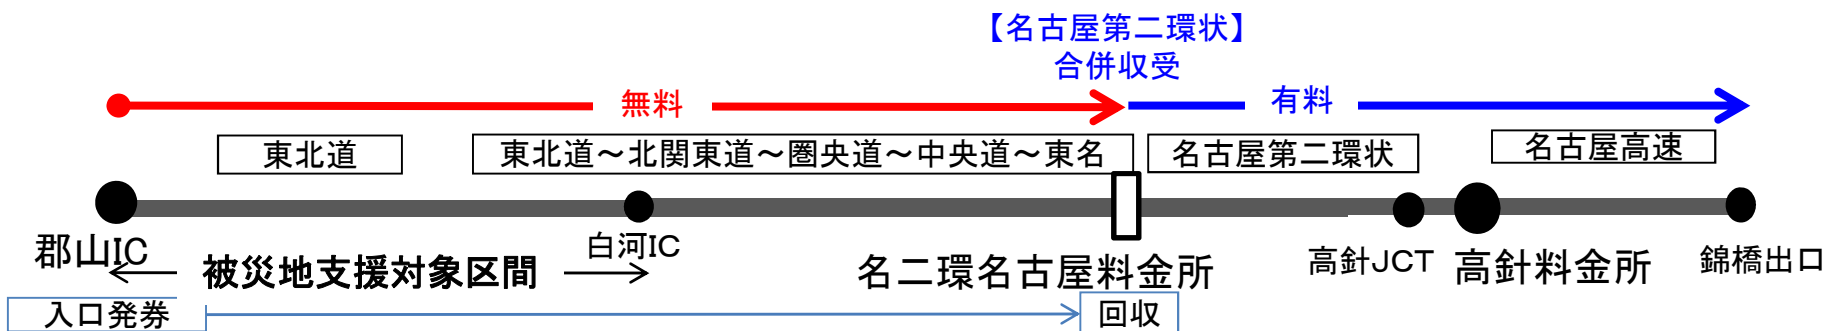 【名古屋第二環状】
合併収受
無料
有料
東北道
東北道～北関東道～圏央道～中央道～東名
名古屋第二環状
名古屋高速
郡山IC
被災地支援対象区間
白河IC
名二環名古屋料金所
高針JCT
高針料金所
錦橋出口
入口発券
回収